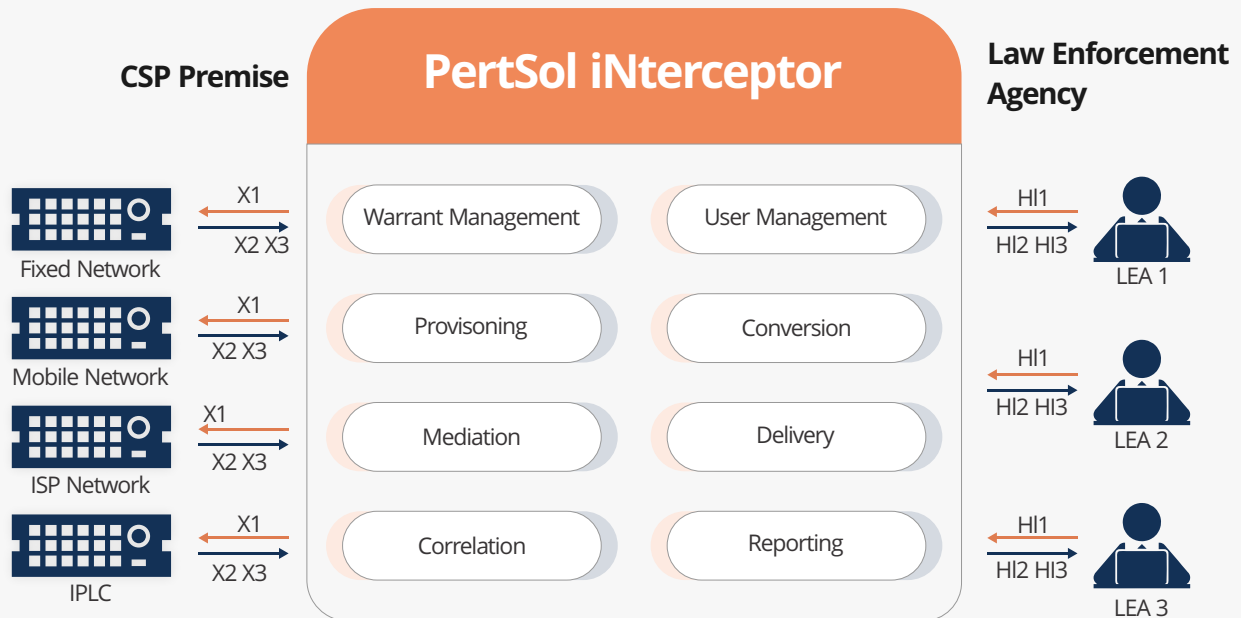 CSP Premise
PertSol iNterceptor
Law Enforcement
Agency
X1
X2 X3
Fixed Network
X1
X2 X3
Mobile Network
X1
X2 X3
ISP Network
X1
X2 X3
IPLC
Warrant Management
User Management
Provisoning
Conversion
Mediation
Delivery
Correlation
Reporting
HI1
HI2 HI3
LEA 1
HI1
HI2 HI3
LEA 2
HI1
HI2 HI3
LEA 3